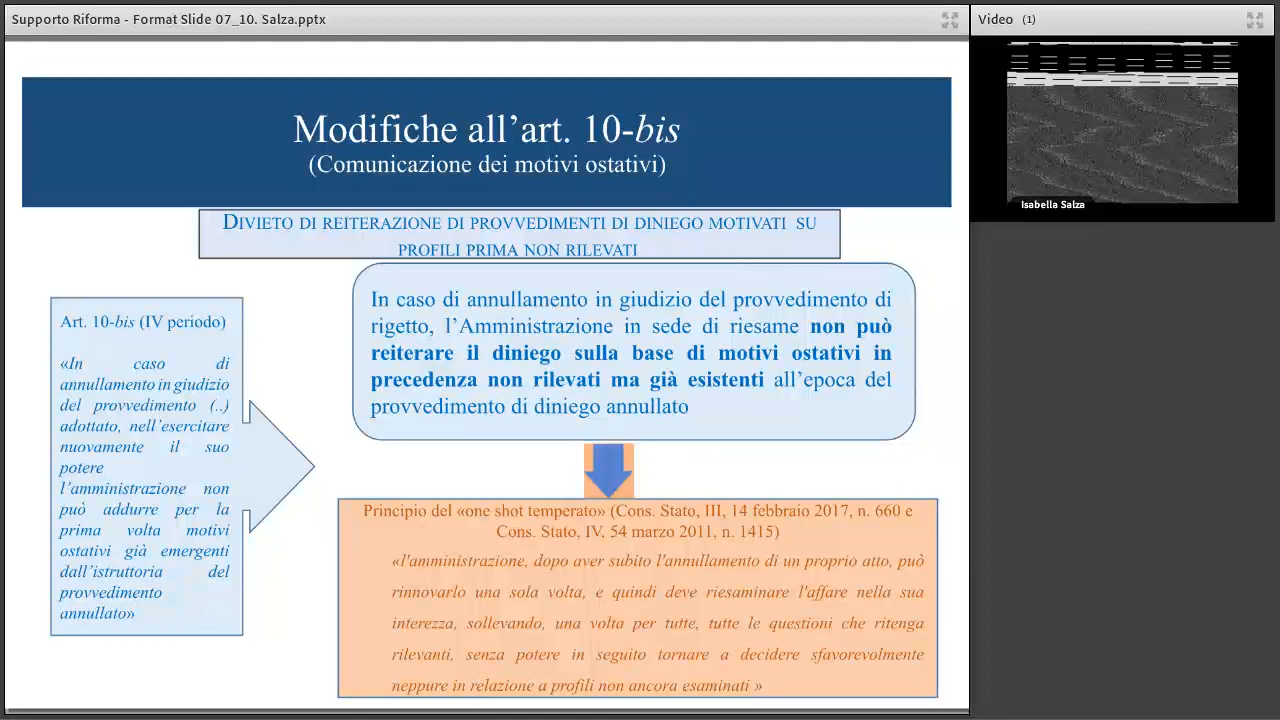 Supporto Riforma - Format Slide 07_10. Salza.pptx
Video (1)
Isabella Salza
Modifiche all’art. 10-bis
(Comunicazione dei motivi ostativi)
DIVIETO DI REITERAZIONE DI PROVVEDIMENTI DI DINIEGO MOTIVATI SU
PROFILI PRIMA NON RILEVATI
Art. 10-bis (IV periodo)
«In caso di
annullamento in giudizio
del provvedimento (..)
adottato, nell’esercitare
nuovamente il suo
potere
l’amministrazione non
può addurre per la
prima volta motivi
ostativi già emergenti
dall’istruttoria del
provvedimento
annullato»
In caso di annullamento in giudizio del provvedimento di
rigetto, l’Amministrazione in sede di riesame non può
reiterare il diniego sulla base di motivi ostativi in
precedenza non rilevati ma già esistenti all’epoca del
provvedimento di diniego annullato
Principio del «one shot temperato» (Cons. Stato, III, 14 febbraio 2017, n. 660 e
Cons. Stato, IV, 54 marzo 2011, n. 1415)
«l'amministrazione, dopo aver subito l'annullamento di un proprio atto, può
rinnovarlo una sola volta, e quindi deve riesaminare l'affare nella sua
interezza, sollevando, una volta per tutte, tutte le questioni che ritenga
rilevanti, senza potere in seguito tornare a decidere sfavorevolmente
neppure in relazione a profili non ancora esaminati »